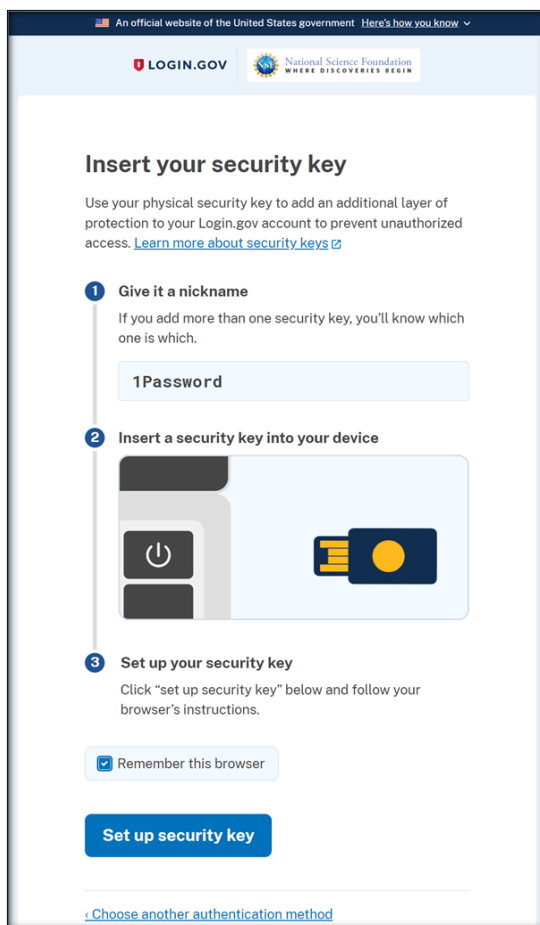 An official website of the United States government Here's how you know
LOGIN.GOV
National Science Foundation
WHERE DISCOVERIES BEGIN
Insert your security key
Use your physical security key to add an additional layer of
protection to your Login.gov account to prevent unauthorized
access. Learn more about security keys
1 Give it a nickname
If you add more than one security key, you'll know which
one is which.
1Password
2 Insert a security key into your device
3 Set up your security key
Click “set up security key” below and follow your
browser's instructions.
Remember this browser
Set up security key
‹ Choose another authentication method